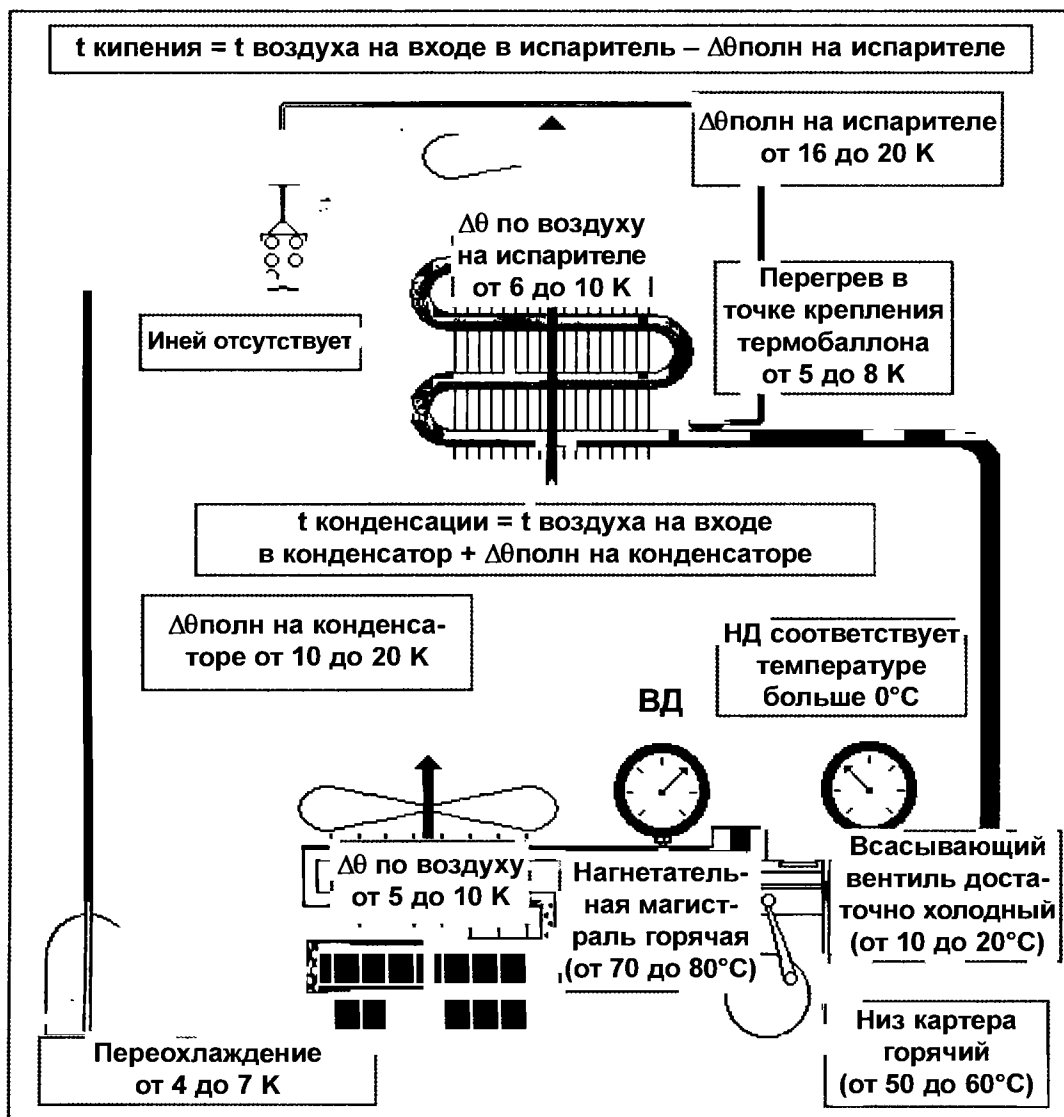 t кипения = t воздуха на входе в испаритель – Δθполн на испарителе
Δθполн на испарителе
от 16 до 20 K
Δθ по воздуху
на испарителе
от 6 до 10 K
Перегрев в
точке крепления
термобаллона
от 5 до 8 K
Иней отсутствует
t конденсации = t воздуха на входе
в конденсатор + Δθполн на конденсаторе
Δθполн на конденса-
торе от 10 до 20 K
НД соответствует
температуре
больше 0°C
ВД
Δθ по воздуху
от 5 до 10 K
Нагнетатель-
ная магист-
раль горячая
(от 70 до 80°C)
Всасывающий
вентиль доста-
точно холодный
(от 10 до 20°C)
Переохлаждение
от 4 до 7 K
Низ картера
горячий
(от 50 до 60°C)